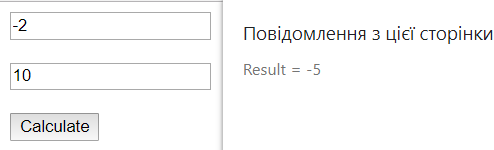 -2
10
Calculate
Повідомлення з цієї сторінки
Result = -5